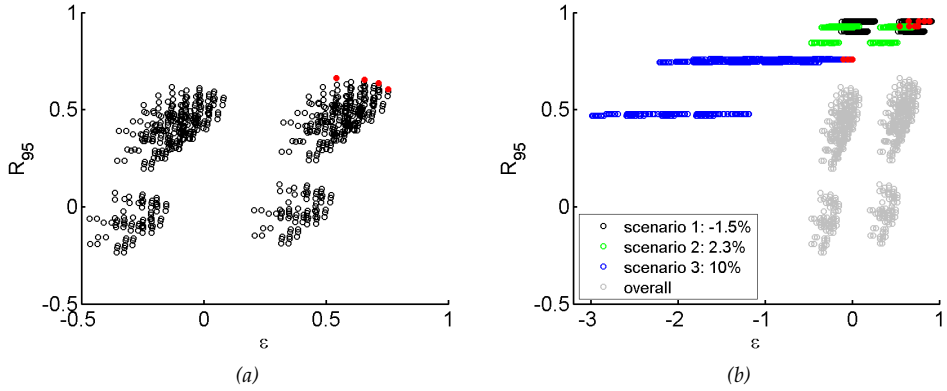 1
0.5
0
-0.5
R95
-0.5
0
0.5
1
ε
(a)
1
0.5
0
-0.5
R95
scenario 1: -1.5%
scenario 2: 2.3%
scenario 3: 10%
overall
-3
-2
-1
0
1
ε
(b)